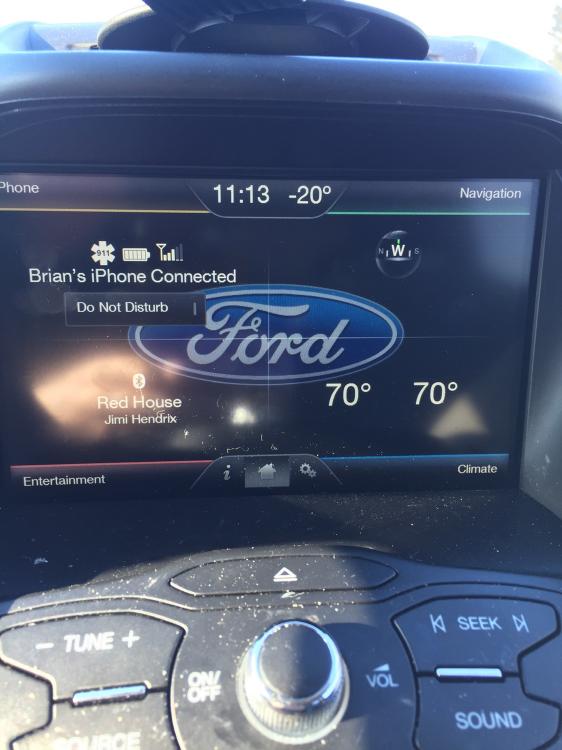 Phone
11:13 -20°
Navigation
911
N W S
Brian's iPhone Connected
Do Not Disturb
Ford
Red House
Jimi Hendrix
70° 70°
Entertainment
i
Climate
- TUNE +
SEEK
ON/
OFF
VOL
SOURCE
SOUND